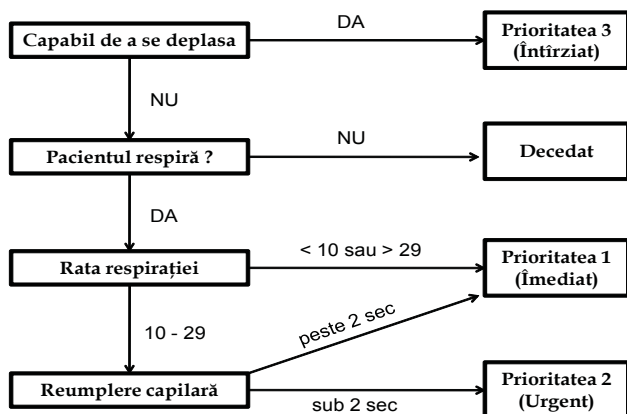 Capabil de a se deplasa
DA
Prioritatea 3
(Întîrziat)
NU
Pacientul respiră ?
NU
Decedat
DA
Rata respirației
< 10 sau > 29
Prioritatea 1
(Îmediat)
10 - 29
peste 2 sec
Reumplere capilară
sub 2 sec
Prioritatea 2
(Urgent)